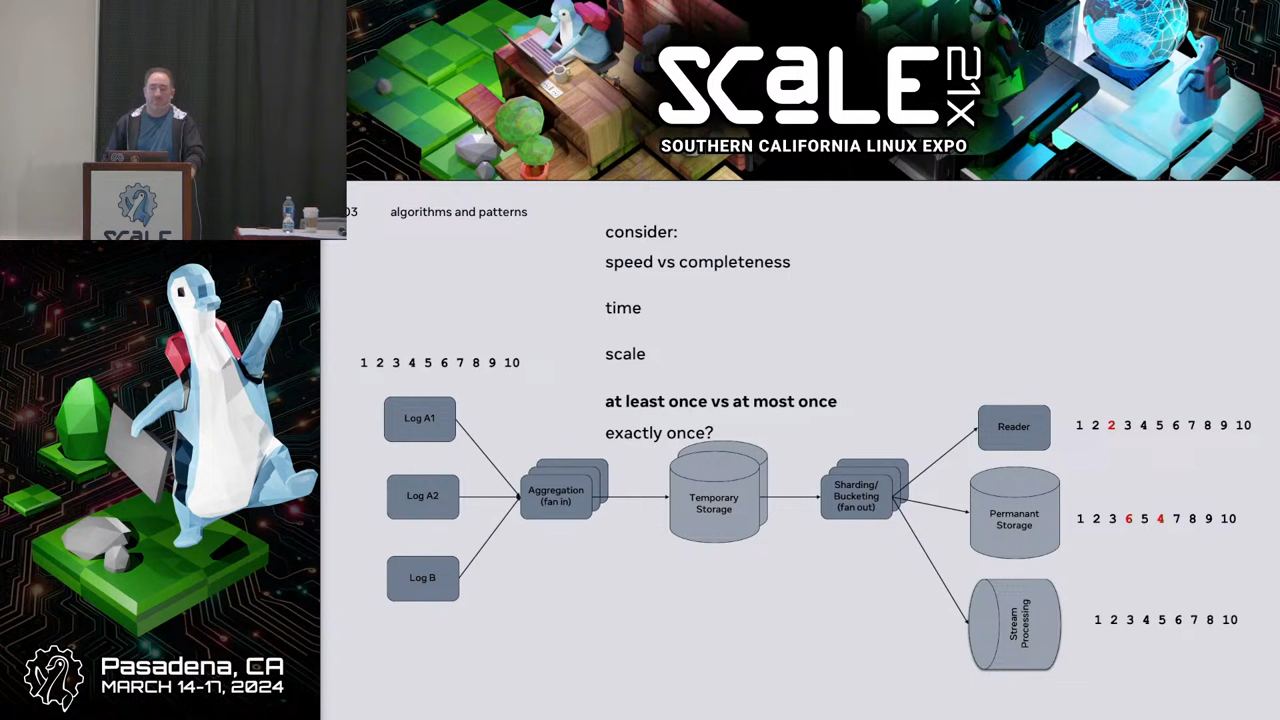 SCaLE 21x
SOUTHERN CALIFORNIA LINUX EXPO
SCALE
03 algorithms and patterns
consider:
speed vs completeness
time
scale
at least once vs at most once
exactly once?
1 2 3 4 5 6 7 8 9 10
Log A1
Log A2
Log B
Aggregation
(fan in)
Temporary
Storage
Sharding/
Bucketing
(fan out)
Reader
1 2 2 3 4 5 6 7 8 9 10
Permanant
Storage
1 2 3 6 5 4 7 8 9 10
Stream
Processing
1 2 3 4 5 6 7 8 10
Pasadena, CA
MARCH 14-17, 2024